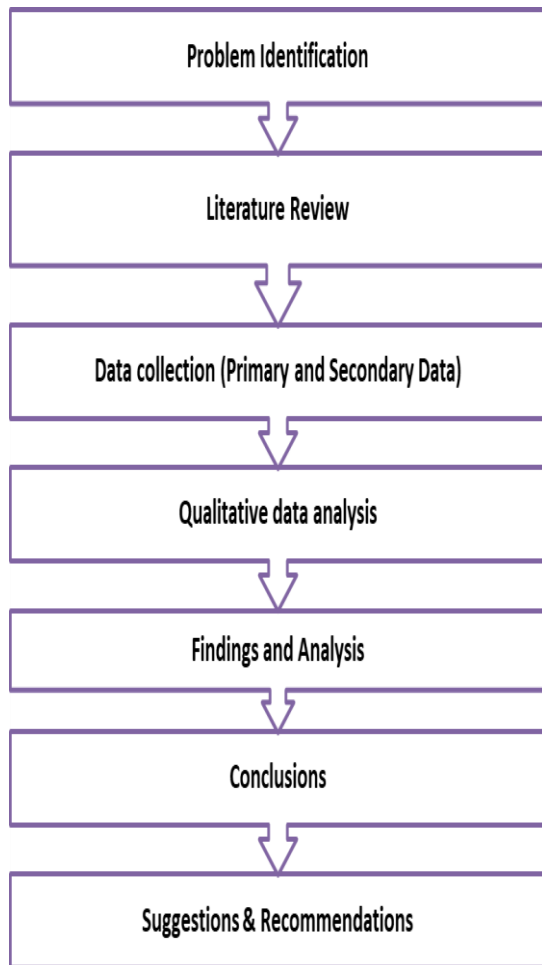 Problem Identification
Literature Review
Data collection (Primary and Secondary Data)
Qualitative data analysis
Findings and Analysis
Conclusions
Suggestions & Recommendations